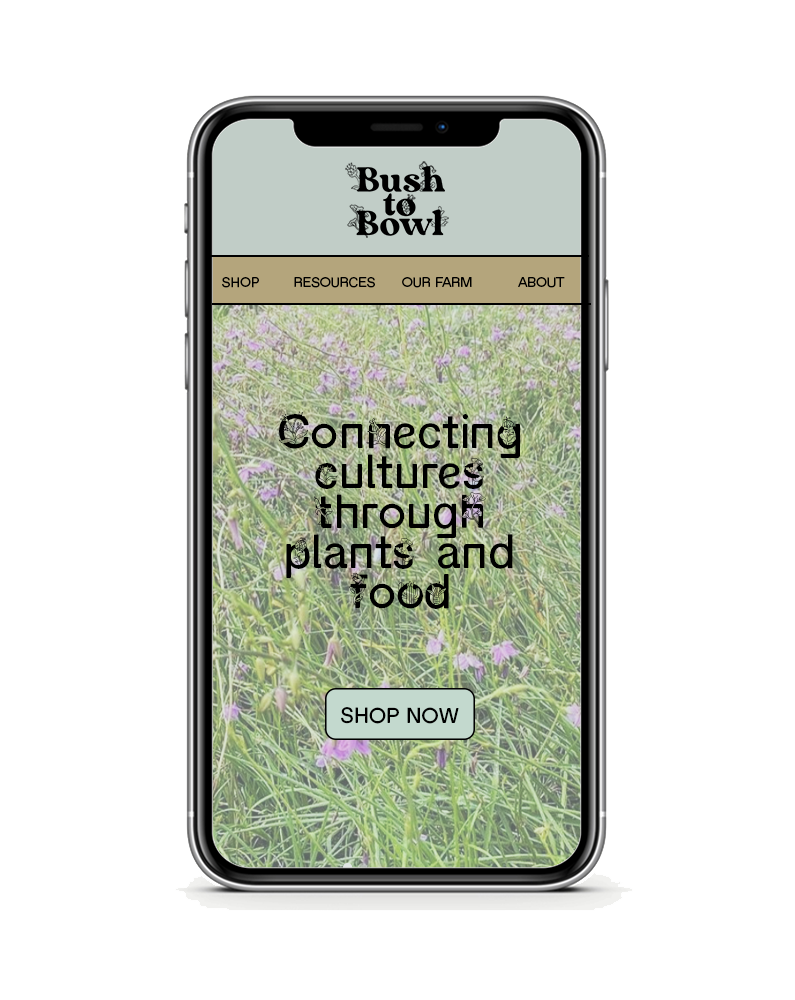 Bush
to
Bowl
SHOP RESOURCES OUR FARM ABOUT
Connecting
cultures
through
plants and
food
SHOP NOW